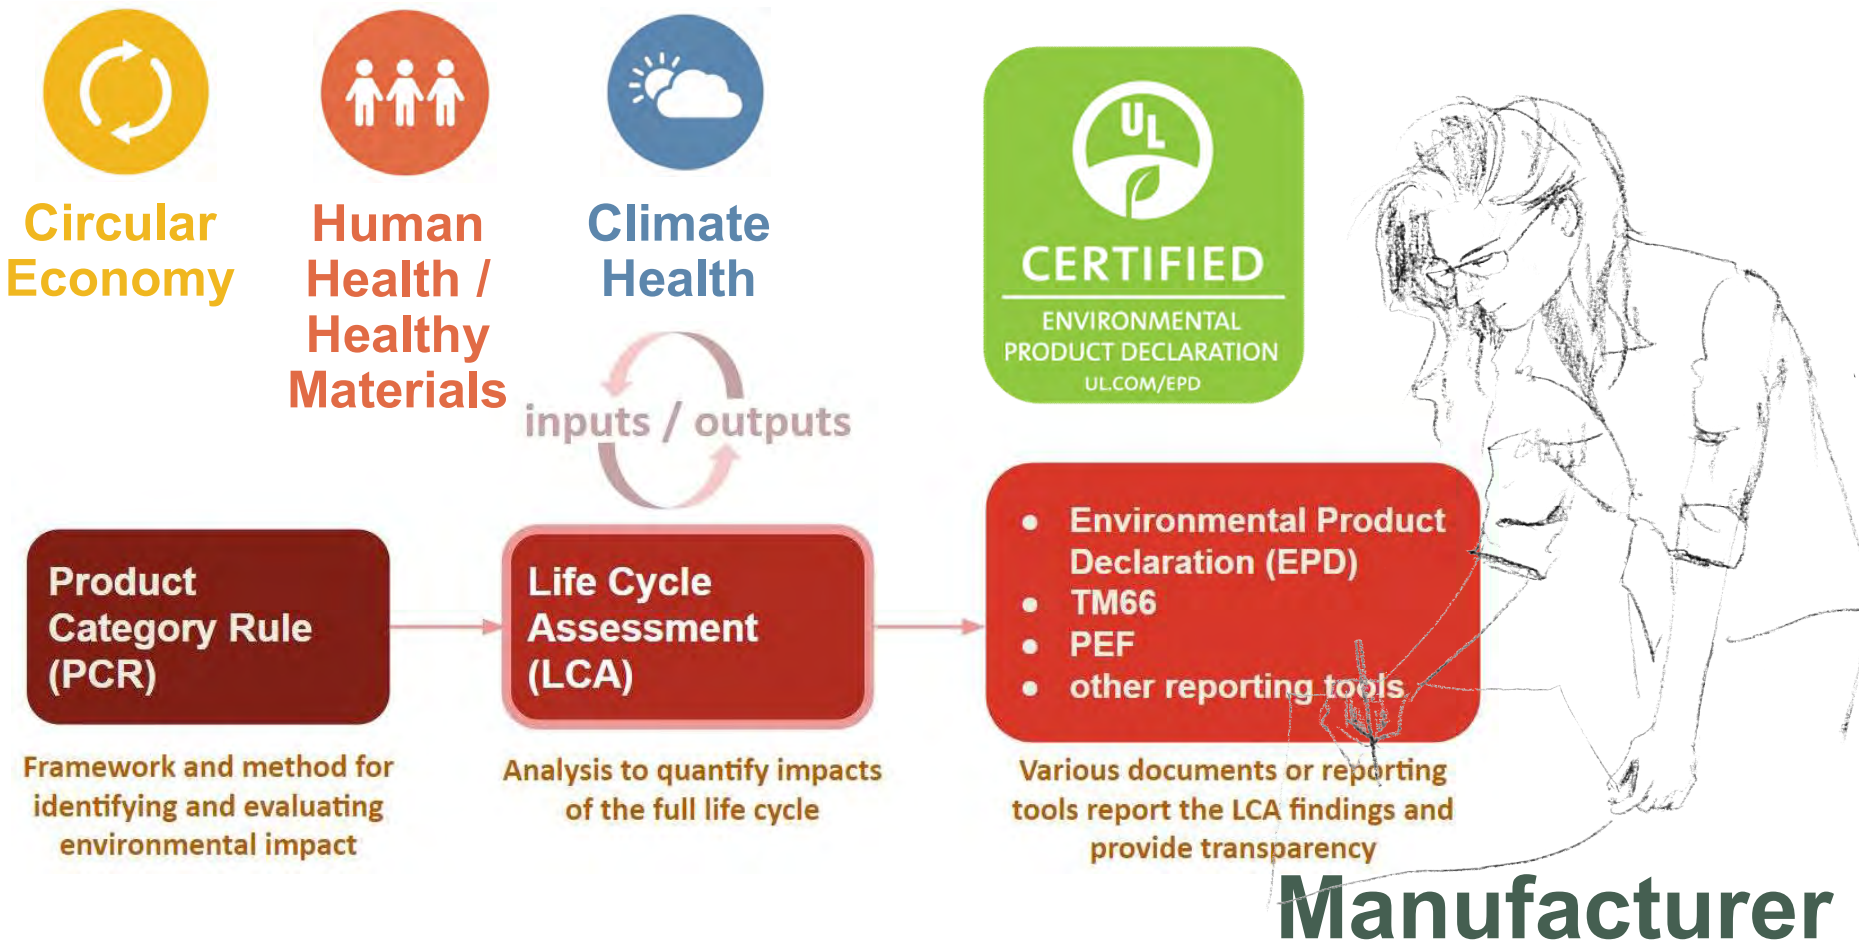 Circular
Economy
Human
Health /
Healthy
Materials
Climate
Health
inputs / outputs
UL
CERTIFIED
ENVIRONMENTAL
PRODUCT DECLARATION
UL.COM/EPD
Product
Category Rule
(PCR)
Life Cycle
Assessment
(LCA)
● Environmental Product
Declaration (EPD)
● TM66
● PEF
● other reporting tools
Framework and method for
identifying and evaluating
environmental impact
Analysis to quantify impacts
of the full life cycle
Various documents or reporting
tools report the LCA findings and
provide transparency
Manufacturer